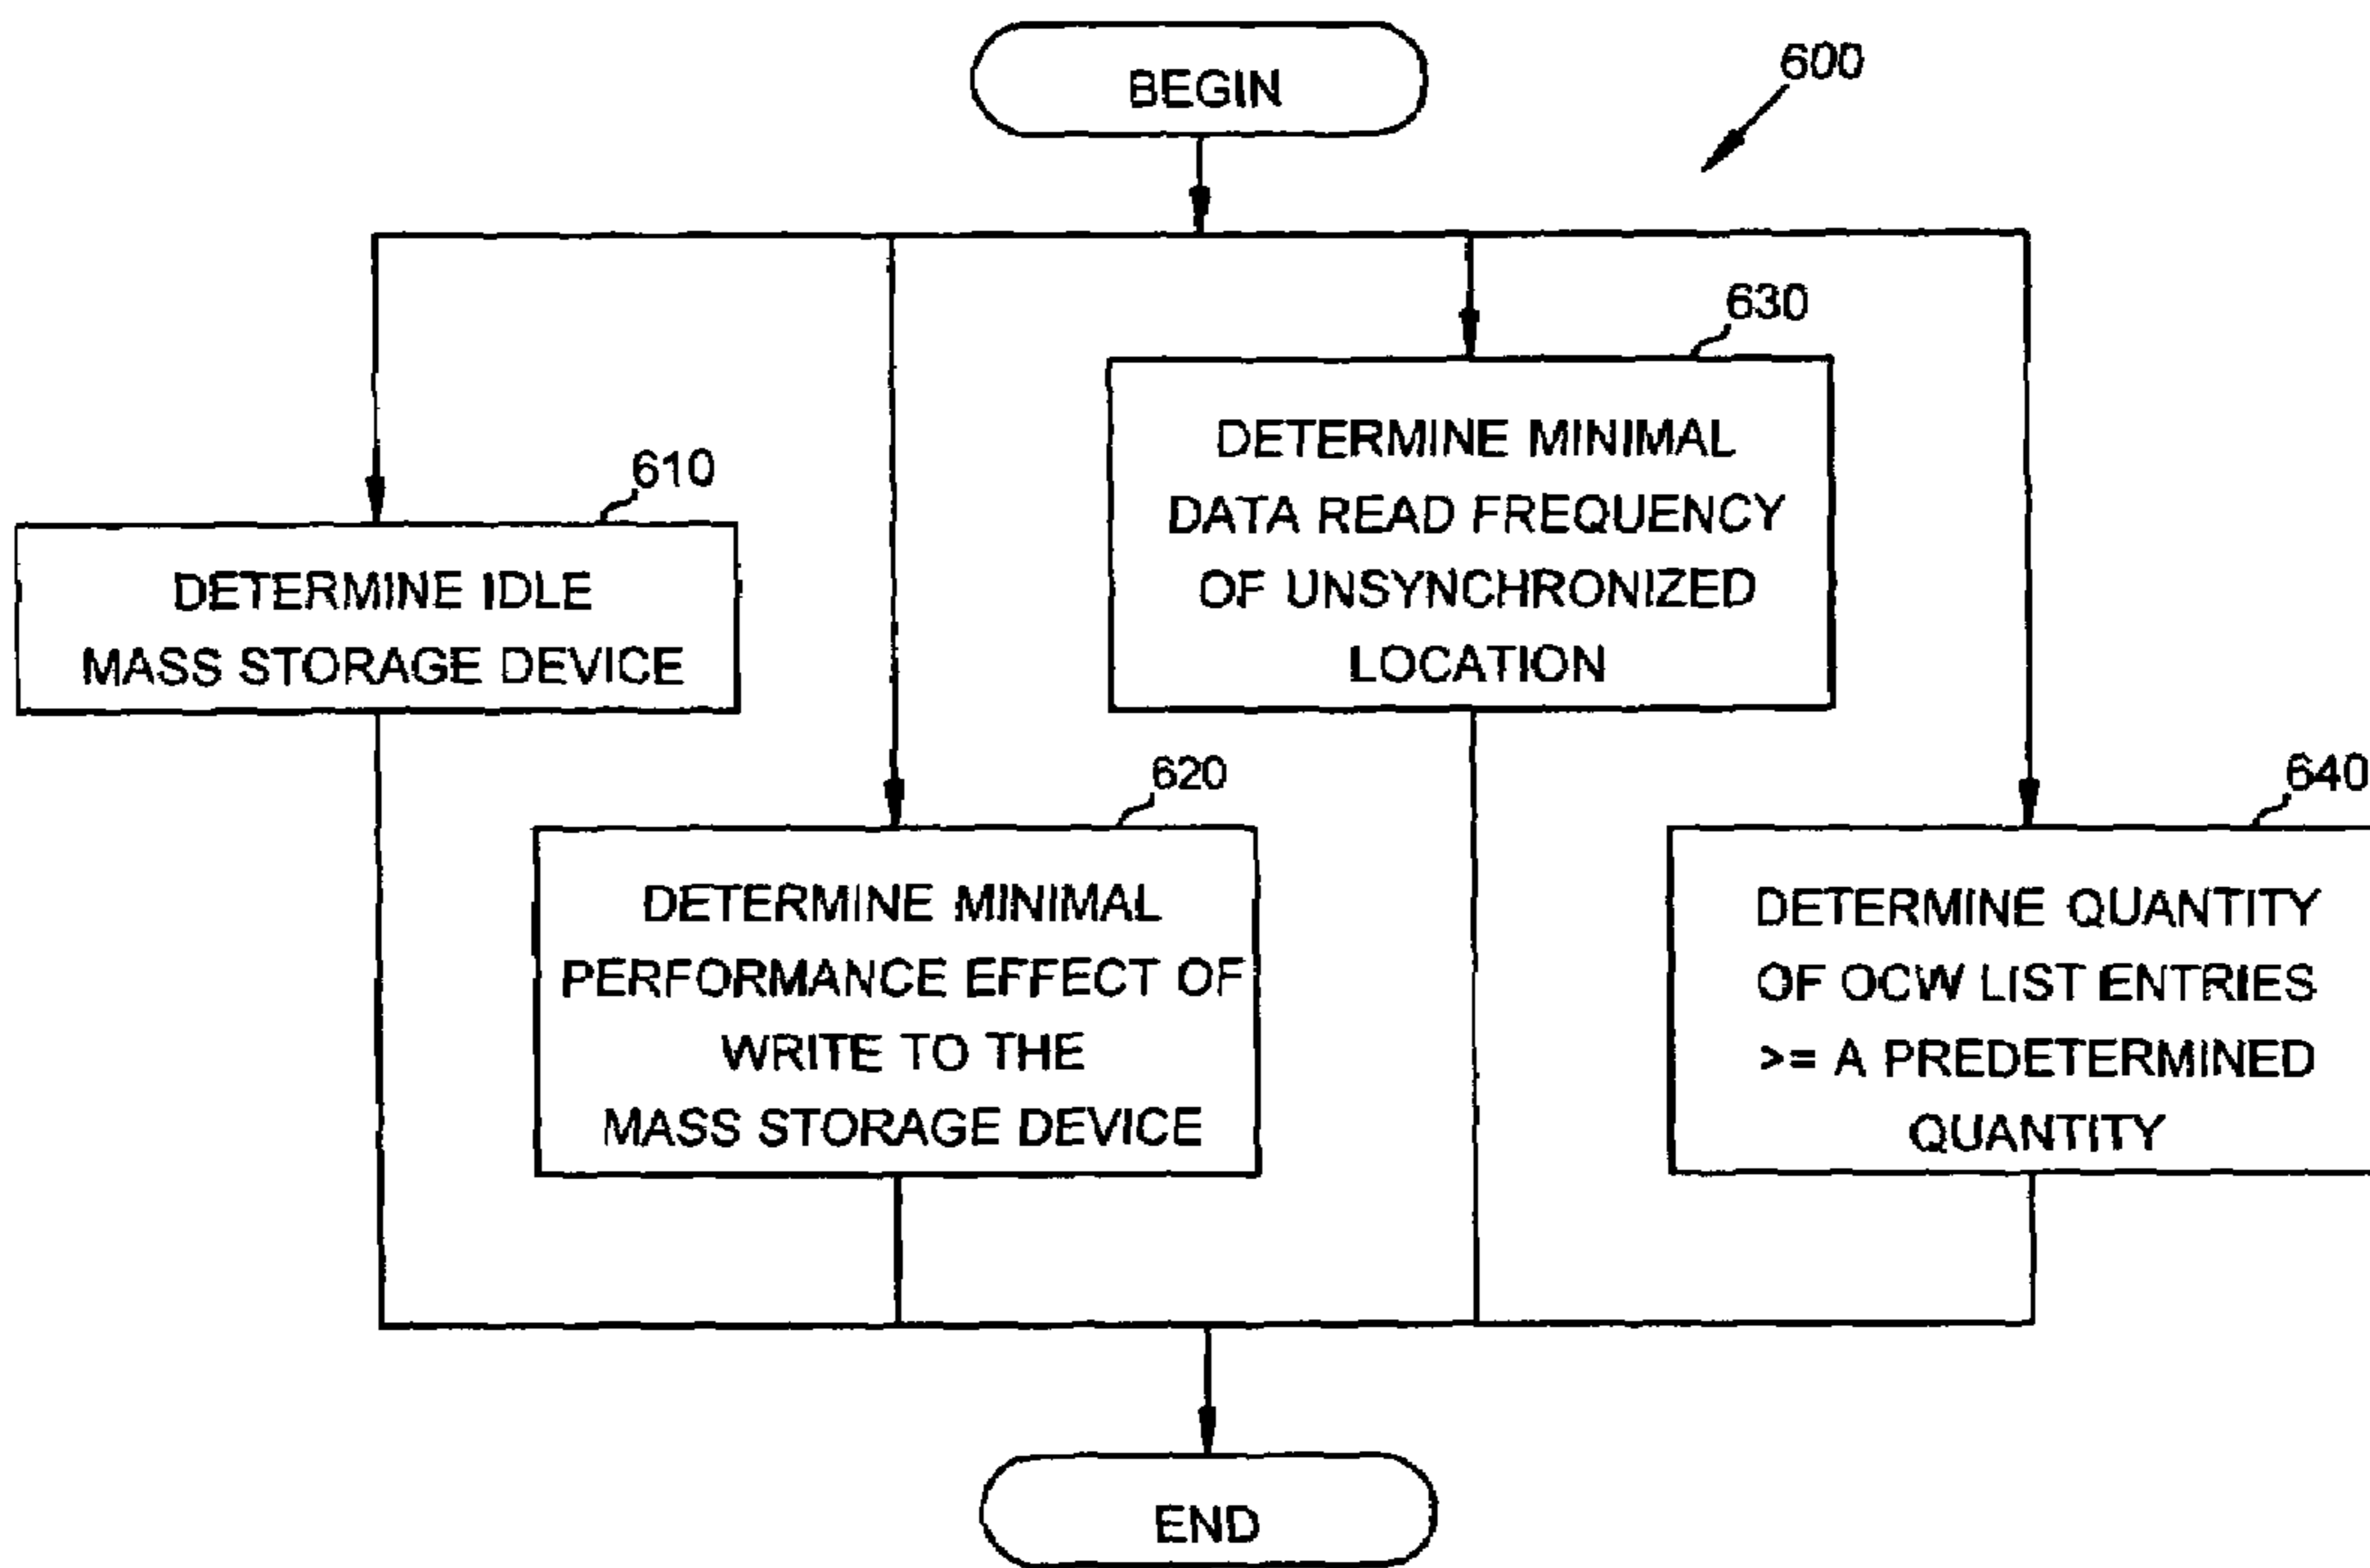 BEGIN
600
630
DETERMINE MINIMAL
DATA READ FREQUENCY
OF UNSYNCHRONIZED
LOCATION
610
DETERMINE IDLE
MASS STORAGE DEVICE
620
DETERMINE MINIMAL
PERFORMANCE EFFECT OF
WRITE TO THE
MASS STORAGE DEVICE
640
DETERMINE QUANTITY
OF OCW LIST ENTRIES
>= A PREDETERMINED
QUANTITY
END